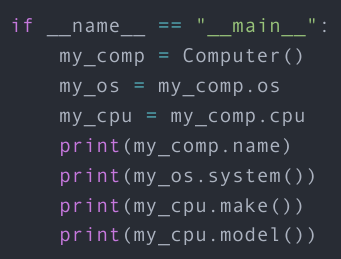 if __name__ == "__main__":
    my_comp = Computer()
    my_os = my_comp.os
    my_cpu = my_comp.cpu
    print(my_comp.name)
    print(my_os.system())
    print(my_cpu.make())
    print(my_cpu.model())